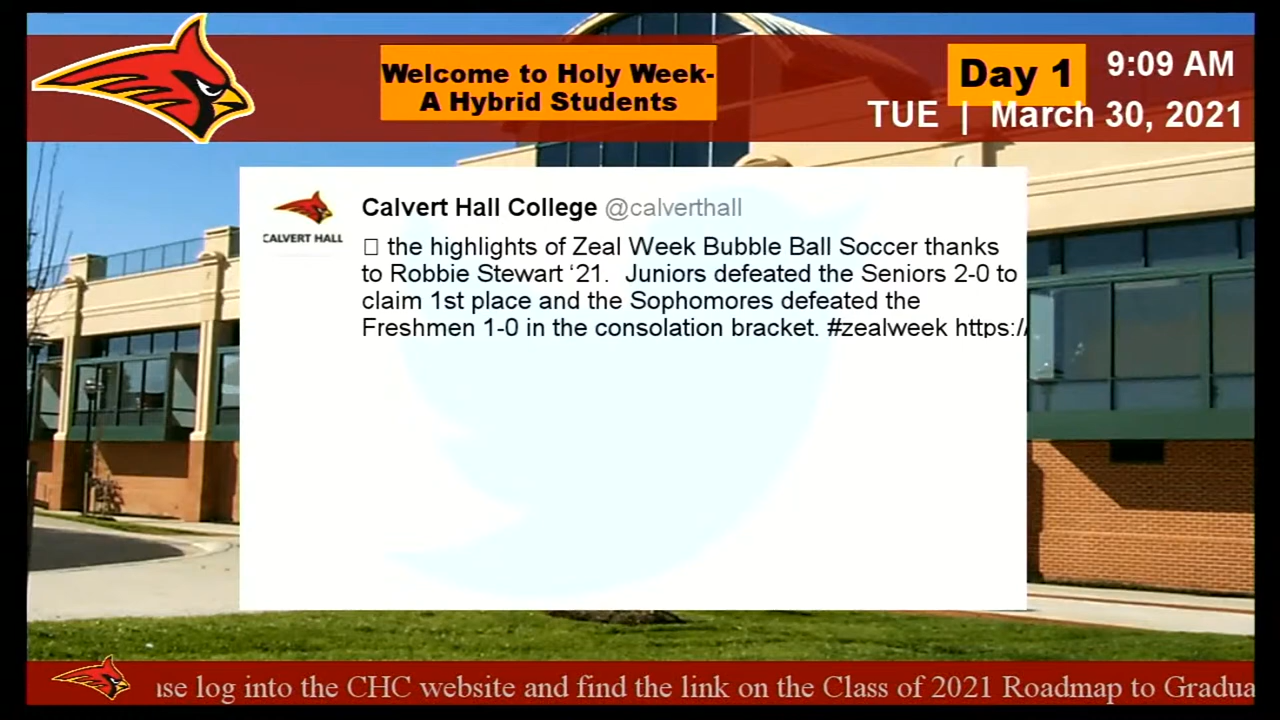 Welcome to Holy Week-
A Hybrid Students
Day 1
9:09 AM
TUE | March 30, 2021
CALVERT HALL
Calvert Hall College @calverthall
☐ the highlights of Zeal Week Bubble Ball Soccer thanks
to Robbie Stewart ‘21.  Juniors defeated the Seniors 2-0 to
claim 1st place and the Sophomores defeated the
Freshmen 1-0 in the consolation bracket. #zealweek https://
log into the CHC website and find the link on the Class of 2021 Roadmap to